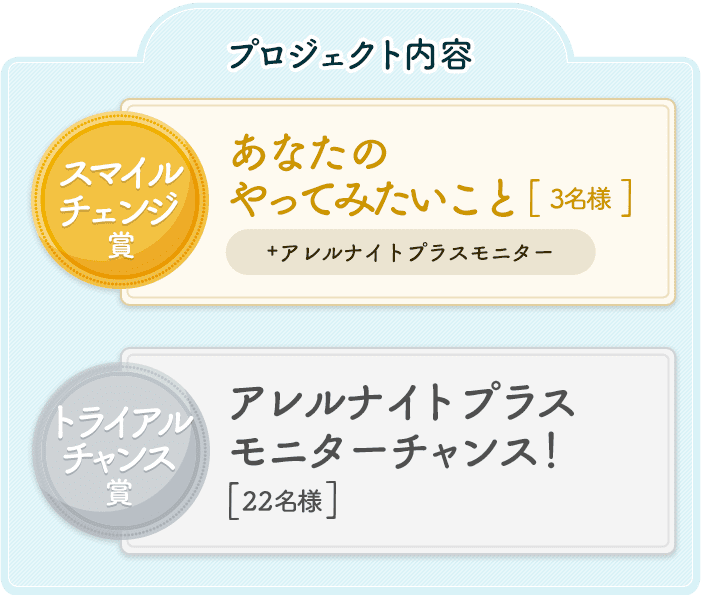 プロジェクト内容
スマイル
チェンジ
賞
あなたの
やってみたいこと[ 3名様 ]
+アレルナイトプラスモニター
トライアル
チャンス
賞
アレルナイトプラス
モニターチャンス!
[22名様]